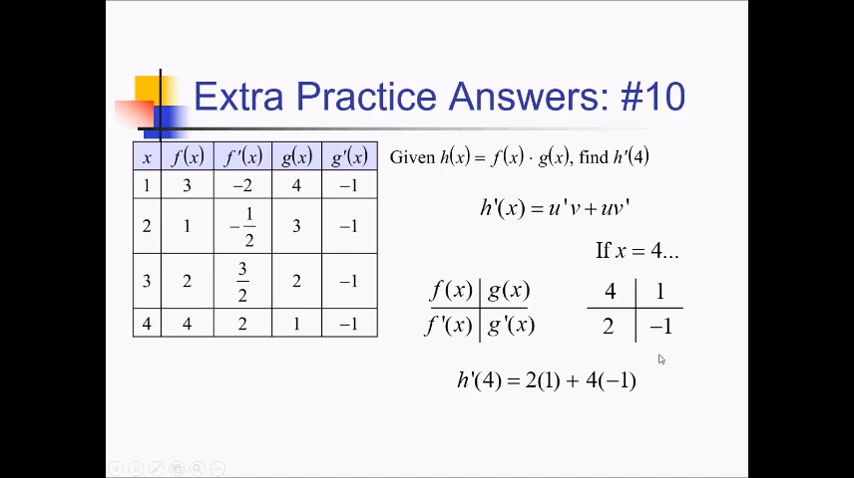 Extra Practice Answers: #10
x f(x) f'(x) g(x) g'(x)
1 3 −2 4 −1
2 1 −1/2 3 −1
3 2 3/2 2 −1
4 4 2 1 −1
Given h(x) = f(x) · g(x), find h'(4)
h'(x) = u'v + uv'
If x = 4...
f(x) | g(x)
f'(x) | g'(x)
4 | 1
2 | −1
h'(4) = 2(1) + 4(−1)